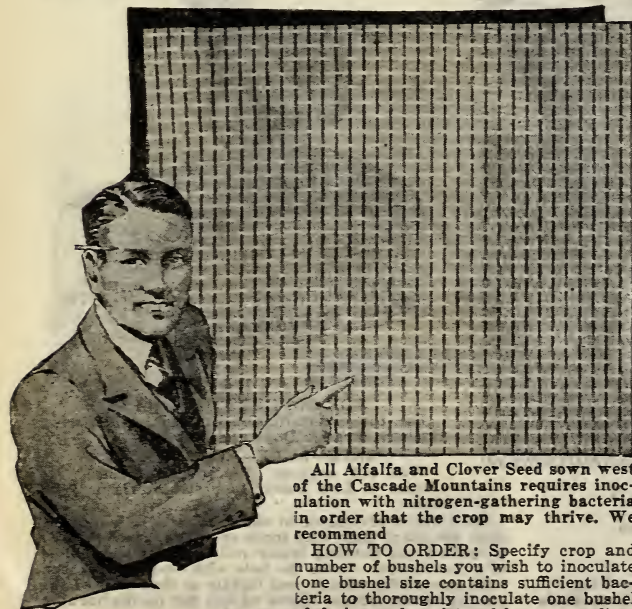 All Alfalfa and Clover Seed sown west
of the Cascade Mountains requires inoc-
ulation with nitrogen-gathering bacteria
in order that the crop may thrive. We
recommend
HOW TO ORDER: Specify crop and
number of bushels you wish to inoculate
(one bushel size contains sufficient bac-
teria to thoroughly inoculate one bushel